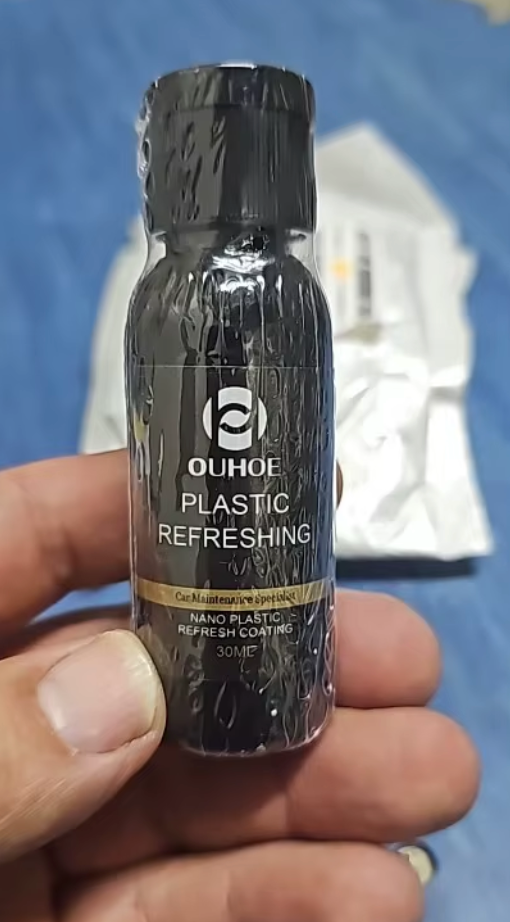 OUHOE
PLASTIC
REFRESHING
Car Maintenance Specialist
NANO PLASTIC
REFRESH COATING
30ML